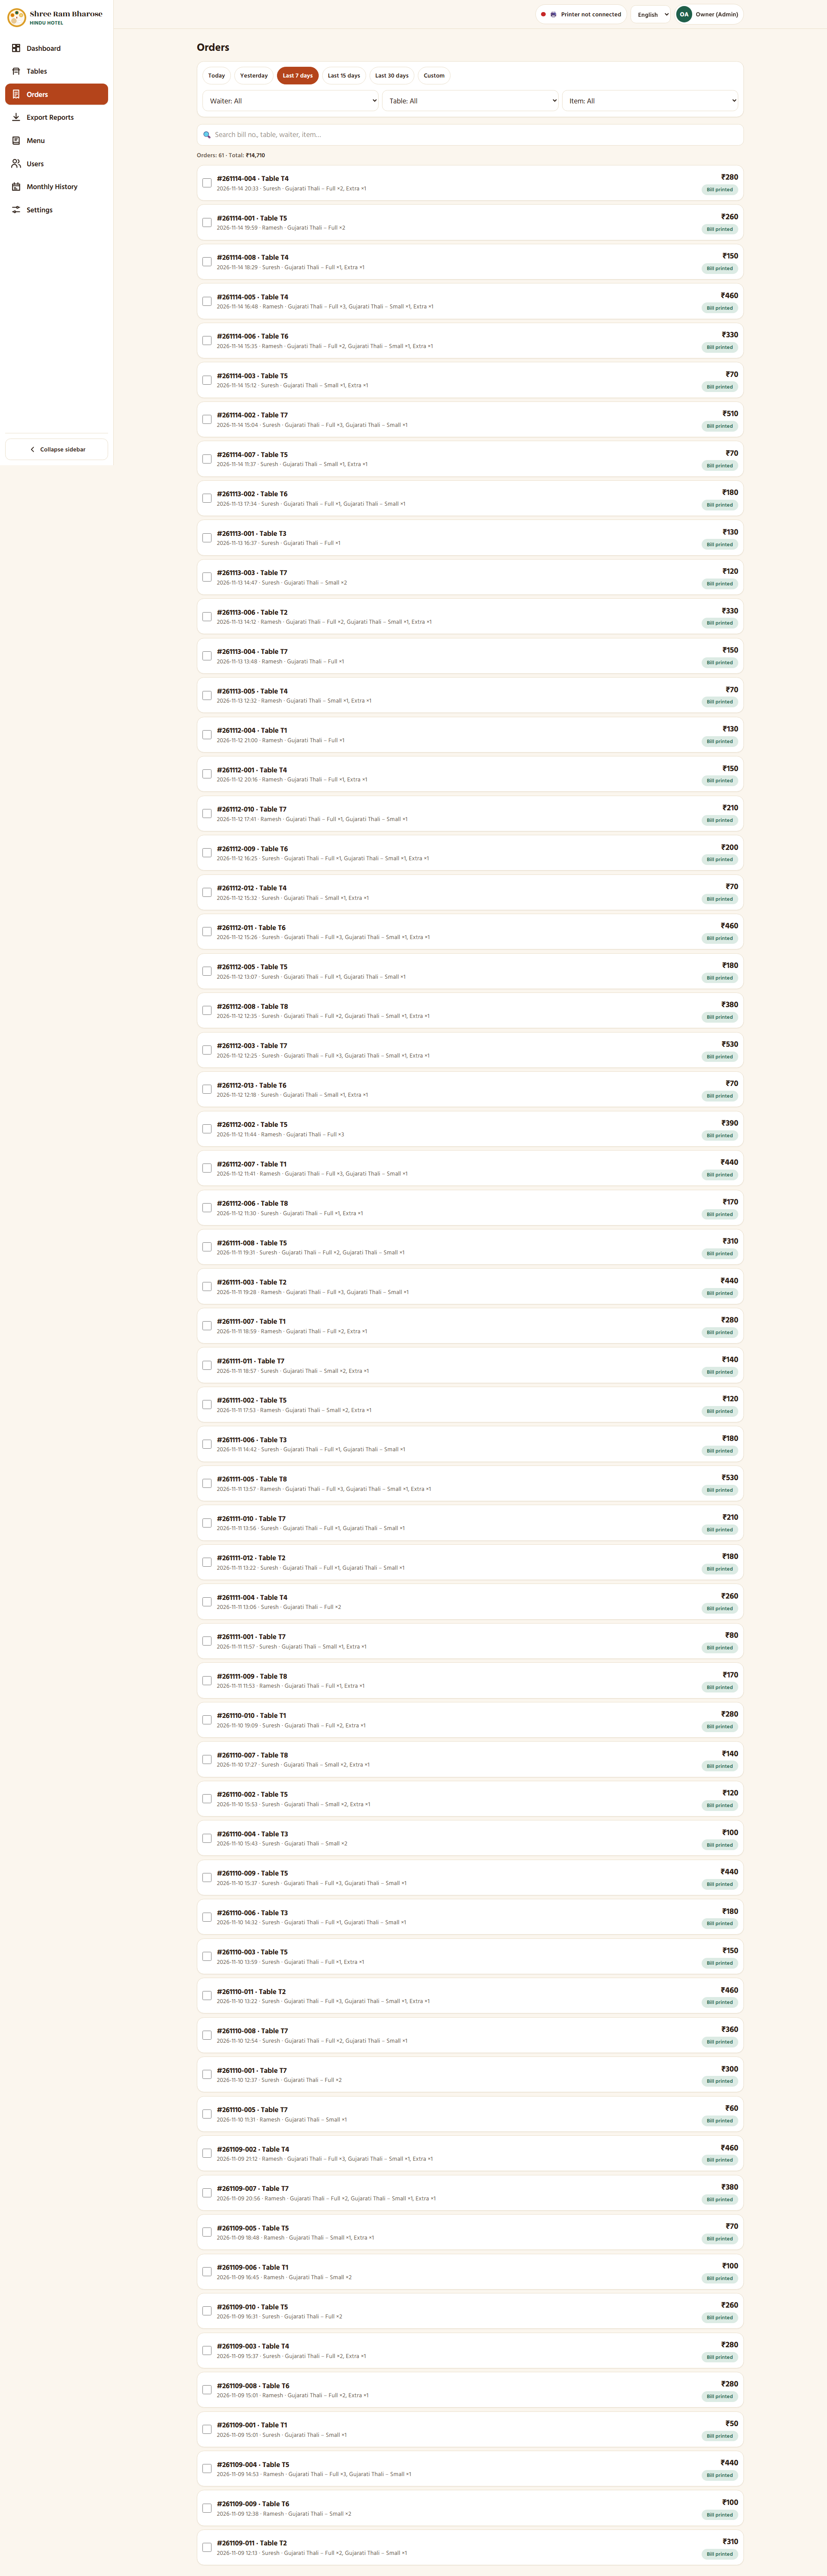 Shree Ram Bharose
HINDU HOTEL
Printer not connected
English
OA
Owner (Admin)
Dashboard
Tables
Orders
Export Reports
Menu
Users
Monthly History
Settings
Collapse sidebar
Orders
Today
Yesterday
Last 7 days
Last 15 days
Last 30 days
Custom
Waiter: All
Table: All
Item: All
Search bill no., table, waiter, item...
Orders: 61 · Total: ₹14,710
#261114-004 · Table T4
₹280
2026-11-14 20:33 · Suresh · Gujarati Thali – Full ×2, Extra ×1
Bill printed
#261114-001 · Table T5
₹260
2026-11-14 19:59 · Ramesh · Gujarati Thali – Full ×2
Bill printed
#261114-008 · Table T4
₹150
2026-11-14 18:29 · Suresh · Gujarati Thali – Full ×1, Extra ×1
Bill printed
#261114-005 · Table T4
₹460
2026-11-14 16:48 · Ramesh · Gujarati Thali – Full ×3, Gujarati Thali – Small ×1, Extra ×1
Bill printed
#261114-006 · Table T6
₹330
2026-11-14 15:35 · Ramesh · Gujarati Thali – Full ×2, Gujarati Thali – Small ×1, Extra ×1
Bill printed
#261114-003 · Table T5
₹70
2026-11-14 15:12 · Suresh · Gujarati Thali – Small ×1, Extra ×1
Bill printed
#261114-002 · Table T7
₹510
2026-11-14 15:04 · Suresh · Gujarati Thali – Full ×3, Gujarati Thali – Small ×1
Bill printed
#261114-007 · Table T5
₹70
2026-11-14 11:37 · Suresh · Gujarati Thali – Small ×1, Extra ×1
Bill printed
#261113-002 · Table T6
₹180
2026-11-13 17:34 · Suresh · Gujarati Thali – Full ×1, Gujarati Thali – Small ×1
Bill printed
#261113-001 · Table T3
₹130
2026-11-13 16:37 · Suresh · Gujarati Thali – Full ×1
Bill printed
#261113-003 · Table T7
₹120
2026-11-13 14:47 · Suresh · Gujarati Thali – Small ×2
Bill printed
#261113-006 · Table T2
₹330
2026-11-13 14:12 · Ramesh · Gujarati Thali – Full ×2, Gujarati Thali – Small ×1, Extra ×1
Bill printed
#261113-004 · Table T7
₹150
2026-11-13 13:48 · Ramesh · Gujarati Thali – Full ×1
Bill printed
#261113-005 · Table T4
₹70
2026-11-13 12:32 · Ramesh · Gujarati Thali – Small ×1, Extra ×1
Bill printed
#261112-004 · Table T1
₹130
2026-11-12 21:00 · Ramesh · Gujarati Thali – Full ×1
Bill printed
#261112-001 · Table T4
₹150
2026-11-12 20:16 · Ramesh · Gujarati Thali – Full ×1, Extra ×1
Bill printed
#261112-010 · Table T7
₹210
2026-11-12 17:41 · Ramesh · Gujarati Thali – Full ×1, Gujarati Thali – Small ×1
Bill printed
#261112-009 · Table T6
₹200
2026-11-12 16:25 · Suresh · Gujarati Thali – Full ×1, Gujarati Thali – Small ×1, Extra ×1
Bill printed
#261112-012 · Table T4
₹70
2026-11-12 15:32 · Suresh · Gujarati Thali – Small ×1, Extra ×1
Bill printed
#261112-011 · Table T6
₹460
2026-11-12 15:26 · Suresh · Gujarati Thali – Full ×3, Gujarati Thali – Small ×1, Extra ×1
Bill printed
#261112-005 · Table T5
₹180
2026-11-12 13:07 · Suresh · Gujarati Thali – Full ×1, Gujarati Thali – Small ×1
Bill printed
#261112-008 · Table T8
₹380
2026-11-12 12:35 · Suresh · Gujarati Thali – Full ×2, Gujarati Thali – Small ×1, Extra ×1
Bill printed
#261112-003 · Table T7
₹530
2026-11-12 12:25 · Suresh · Gujarati Thali – Full ×3, Gujarati Thali – Small ×1, Extra ×1
Bill printed
#261112-013 · Table T6
₹70
2026-11-12 12:18 · Suresh · Gujarati Thali – Small ×1, Extra ×1
Bill printed
#261112-002 · Table T5
₹390
2026-11-12 11:44 · Ramesh · Gujarati Thali – Full ×3
Bill printed
#261112-007 · Table T1
₹440
2026-11-12 11:41 · Ramesh · Gujarati Thali – Full ×3, Gujarati Thali – Small ×1
Bill printed
#261112-006 · Table T8
₹170
2026-11-12 11:30 · Suresh · Gujarati Thali – Full ×1, Extra ×1
Bill printed
#261111-008 · Table T5
₹310
2026-11-11 19:31 · Suresh · Gujarati Thali – Full ×2, Gujarati Thali – Small ×1
Bill printed
#261111-003 · Table T2
₹440
2026-11-11 19:28 · Ramesh · Gujarati Thali – Full ×3, Gujarati Thali – Small ×1
Bill printed
#261111-007 · Table T1
₹280
2026-11-11 18:59 · Ramesh · Gujarati Thali – Full ×2, Extra ×1
Bill printed
#261111-011 · Table T7
₹140
2026-11-11 18:57 · Suresh · Gujarati Thali – Small ×2, Extra ×1
Bill printed
#261111-002 · Table T5
₹120
2026-11-11 17:53 · Ramesh · Gujarati Thali – Small ×2, Extra ×1
Bill printed
#261111-006 · Table T3
₹180
2026-11-11 14:42 · Suresh · Gujarati Thali – Full ×1, Gujarati Thali – Small ×1
Bill printed
#261111-005 · Table T8
₹530
2026-11-11 13:57 · Ramesh · Gujarati Thali – Full ×3, Gujarati Thali – Small ×1, Extra ×1
Bill printed
#261111-010 · Table T7
₹210
2026-11-11 13:56 · Suresh · Gujarati Thali – Full ×1, Gujarati Thali – Small ×1
Bill printed
#261111-012 · Table T2
₹180
2026-11-11 13:22 · Suresh · Gujarati Thali – Full ×1, Gujarati Thali – Small ×1
Bill printed
#261111-004 · Table T4
₹260
2026-11-11 13:06 · Suresh · Gujarati Thali – Full ×2
Bill printed
#261111-001 · Table T7
₹80
2026-11-11 11:57 · Suresh · Gujarati Thali – Small ×1, Extra ×1
Bill printed
#261111-009 · Table T8
₹170
2026-11-11 11:53 · Ramesh · Gujarati Thali – Full ×1, Extra ×1
Bill printed
#261110-010 · Table T1
₹280
2026-11-10 19:09 · Suresh · Gujarati Thali – Full ×2, Extra ×1
Bill printed
#261110-007 · Table T8
₹140
2026-11-10 17:27 · Suresh · Gujarati Thali – Small ×2, Extra ×1
Bill printed
#261110-002 · Table T5
₹120
2026-11-10 15:53 · Suresh · Gujarati Thali – Small ×2, Extra ×1
Bill printed
#261110-004 · Table T3
₹100
2026-11-10 15:43 · Suresh · Gujarati Thali – Small ×2
Bill printed
#261110-009 · Table T5
₹440
2026-11-10 15:37 · Suresh · Gujarati Thali – Full ×3, Gujarati Thali – Small ×1
Bill printed
#261110-006 · Table T3
₹180
2026-11-10 14:32 · Suresh · Gujarati Thali – Full ×1, Gujarati Thali – Small ×1
Bill printed
#261110-003 · Table T5
₹150
2026-11-10 13:59 · Suresh · Gujarati Thali – Full ×1, Extra ×1
Bill printed
#261110-011 · Table T2
₹460
2026-11-10 13:22 · Suresh · Gujarati Thali – Full ×3, Gujarati Thali – Small ×1, Extra ×1
Bill printed
#261110-008 · Table T7
₹360
2026-11-10 12:54 · Suresh · Gujarati Thali – Full ×2, Gujarati Thali – Small ×1
Bill printed
#261110-001 · Table T7
₹300
2026-11-10 12:37 · Suresh · Gujarati Thali – Full ×2
Bill printed
#261110-005 · Table T7
₹60
2026-11-10 11:31 · Ramesh · Gujarati Thali – Small ×1
Bill printed
#261109-002 · Table T4
₹460
2026-11-09 21:12 · Ramesh · Gujarati Thali – Full ×3, Gujarati Thali – Small ×1, Extra ×1
Bill printed
#261109-007 · Table T7
₹380
2026-11-09 20:56 · Ramesh · Gujarati Thali – Full ×2, Gujarati Thali – Small ×1, Extra ×1
Bill printed
#261109-005 · Table T5
₹70
2026-11-09 18:48 · Ramesh · Gujarati Thali – Small ×1, Extra ×1
Bill printed
#261109-006 · Table T1
₹100
2026-11-09 16:45 · Ramesh · Gujarati Thali – Small ×2
Bill printed
#261109-010 · Table T5
₹260
2026-11-09 16:31 · Suresh · Gujarati Thali – Full ×2
Bill printed
#261109-003 · Table T4
₹280
2026-11-09 15:37 · Suresh · Gujarati Thali – Full ×2, Extra ×1
Bill printed
#261109-008 · Table T6
₹280
2026-11-09 15:01 · Ramesh · Gujarati Thali – Full ×2, Extra ×1
Bill printed
#261109-001 · Table T1
₹50
2026-11-09 15:01 · Suresh · Gujarati Thali – Small ×1
Bill printed
#261109-004 · Table T5
₹440
2026-11-09 14:53 · Ramesh · Gujarati Thali – Full ×3, Gujarati Thali – Small ×1
Bill printed
#261109-009 · Table T6
₹100
2026-11-09 12:38 · Ramesh · Gujarati Thali – Small ×2
Bill printed
#261109-011 · Table T2
₹310
2026-11-09 12:13 · Suresh · Gujarati Thali – Full ×2, Gujarati Thali – Small ×1
Bill printed